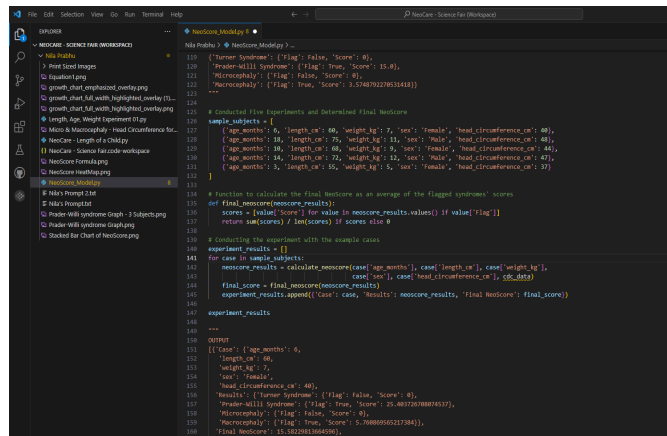 File Edit Selection View Go Run Terminal Help
NeoCare - Science Fair (Workspace)
EXPLORER
NEOCARE - SCIENCE FAIR (WORKSPACE)
Nila Prabhu
Print Sized Images
Equation1.png
growth_chart_emphasized_overlay.png
growth_chart_full_width_highlighted_overlay (1)....
growth_chart_full_width_highlighted_overlay.png
Length, Age, Weight Experiment 01.py
Micro & Macrocephaly - Head Circumference for...
NeoCare - Length of a Child.py
NeoCare - Science Fair.code-workspace
NeoScore Formula.png
NeoScore HeatMap.png
NeoScore_Model.py 8
Nila's Prompt 2.txt
Nila's Prompt.txt
Prader-Willi syndrome Graph - 3 Subjects.png
Prader-Willi syndrome Graph.png
Stacked Bar Chart of NeoScore.png
NeoScore_Model.py 8
Nila Prabhu > NeoScore_Model.py > ...
119 {'Turner Syndrome': {'Flag': False, 'Score': 0},
120 'Prader-Willi Syndrome': {'Flag': True, 'Score': 15.0},
121 'Microcephaly': {'Flag': False, 'Score': 0},
122 'Macrocephaly': {'Flag': True, 'Score': 3.5748792270531418}}
123 """
124
125 # Conducted Five Experiments and Determined Final NeoScore
126 sample_subjects = [
127 {'age_months': 6, 'length_cm': 60, 'weight_kg': 7, 'sex': 'Female', 'head_circumference_cm': 40},
128 {'age_months': 18, 'length_cm': 75, 'weight_kg': 11, 'sex': 'Male', 'head_circumference_cm': 48},
129 {'age_months': 10, 'length_cm': 68, 'weight_kg': 9, 'sex': 'Female', 'head_circumference_cm': 44},
130 {'age_months': 14, 'length_cm': 72, 'weight_kg': 12, 'sex': 'Male', 'head_circumference_cm': 47},
131 {'age_months': 3, 'length_cm': 55, 'weight_kg': 5, 'sex': 'Female', 'head_circumference_cm': 37}
132 ]
133
134 # Function to calculate the final NeoScore as an average of the flagged syndromes' scores
135 def final_neoscore(neoscore_results):
136 scores = [value['Score'] for value in neoscore_results.values() if value['Flag']]
137 return sum(scores) / len(scores) if scores else 0
138
139 # Conducting the experiment with the example cases
140 experiment_results = []
141 for case in sample_subjects:
142 neoscore_results = calculate_neoscore(case['age_months'], case['length_cm'], case['weight_kg'],
143 case['sex'], case['head_circumference_cm'], cdc_data)
144 final_score = final_neoscore(neoscore_results)
145 experiment_results.append({'Case': case, 'Results': neoscore_results, 'Final NeoScore': final_score})
146
147 experiment_results
148
149 """
150 OUTPUT
151 [{'Case': {'age_months': 6,
152 'length_cm': 60,
153 'weight_kg': 7,
154 'sex': 'Female',
155 'head_circumference_cm': 40},
156 'Results': {'Turner Syndrome': {'Flag': False, 'Score': 0},
157 'Prader-Willi Syndrome': {'Flag': True, 'Score': 25.403726708074537},
158 'Microcephaly': {'Flag': False, 'Score': 0},
159 'Macrocephaly': {'Flag': True, 'Score': 5.760869565217384}},
160 'Final NeoScore': 15.58229813664596},